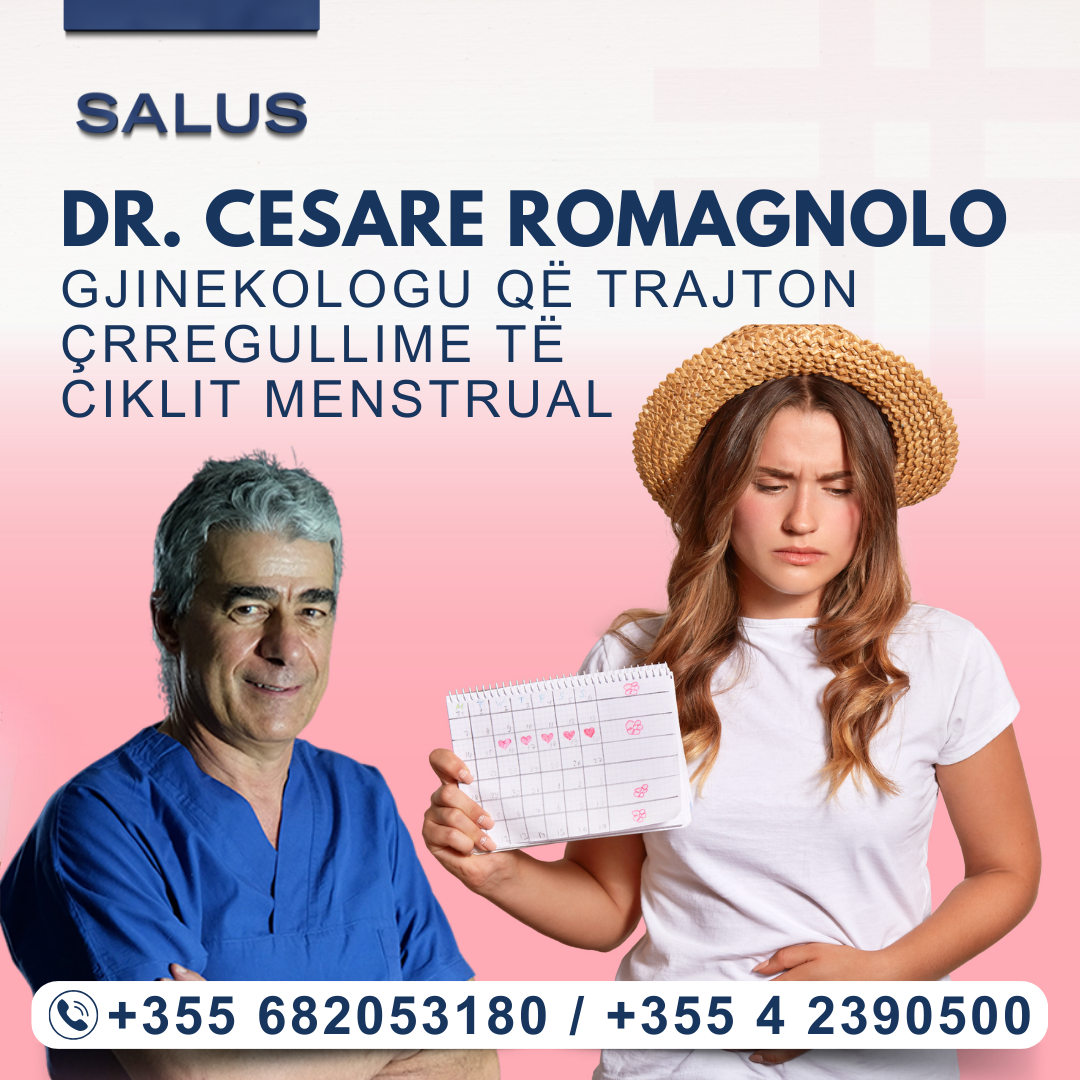 SALUS
DR. CESARE ROMAGNOLO
GJINEKOLOGU QË TRAJTON
ÇRREGULLIME TË
CIKLIT MENSTRUAL
+355 682053180 / +355 4 2390500